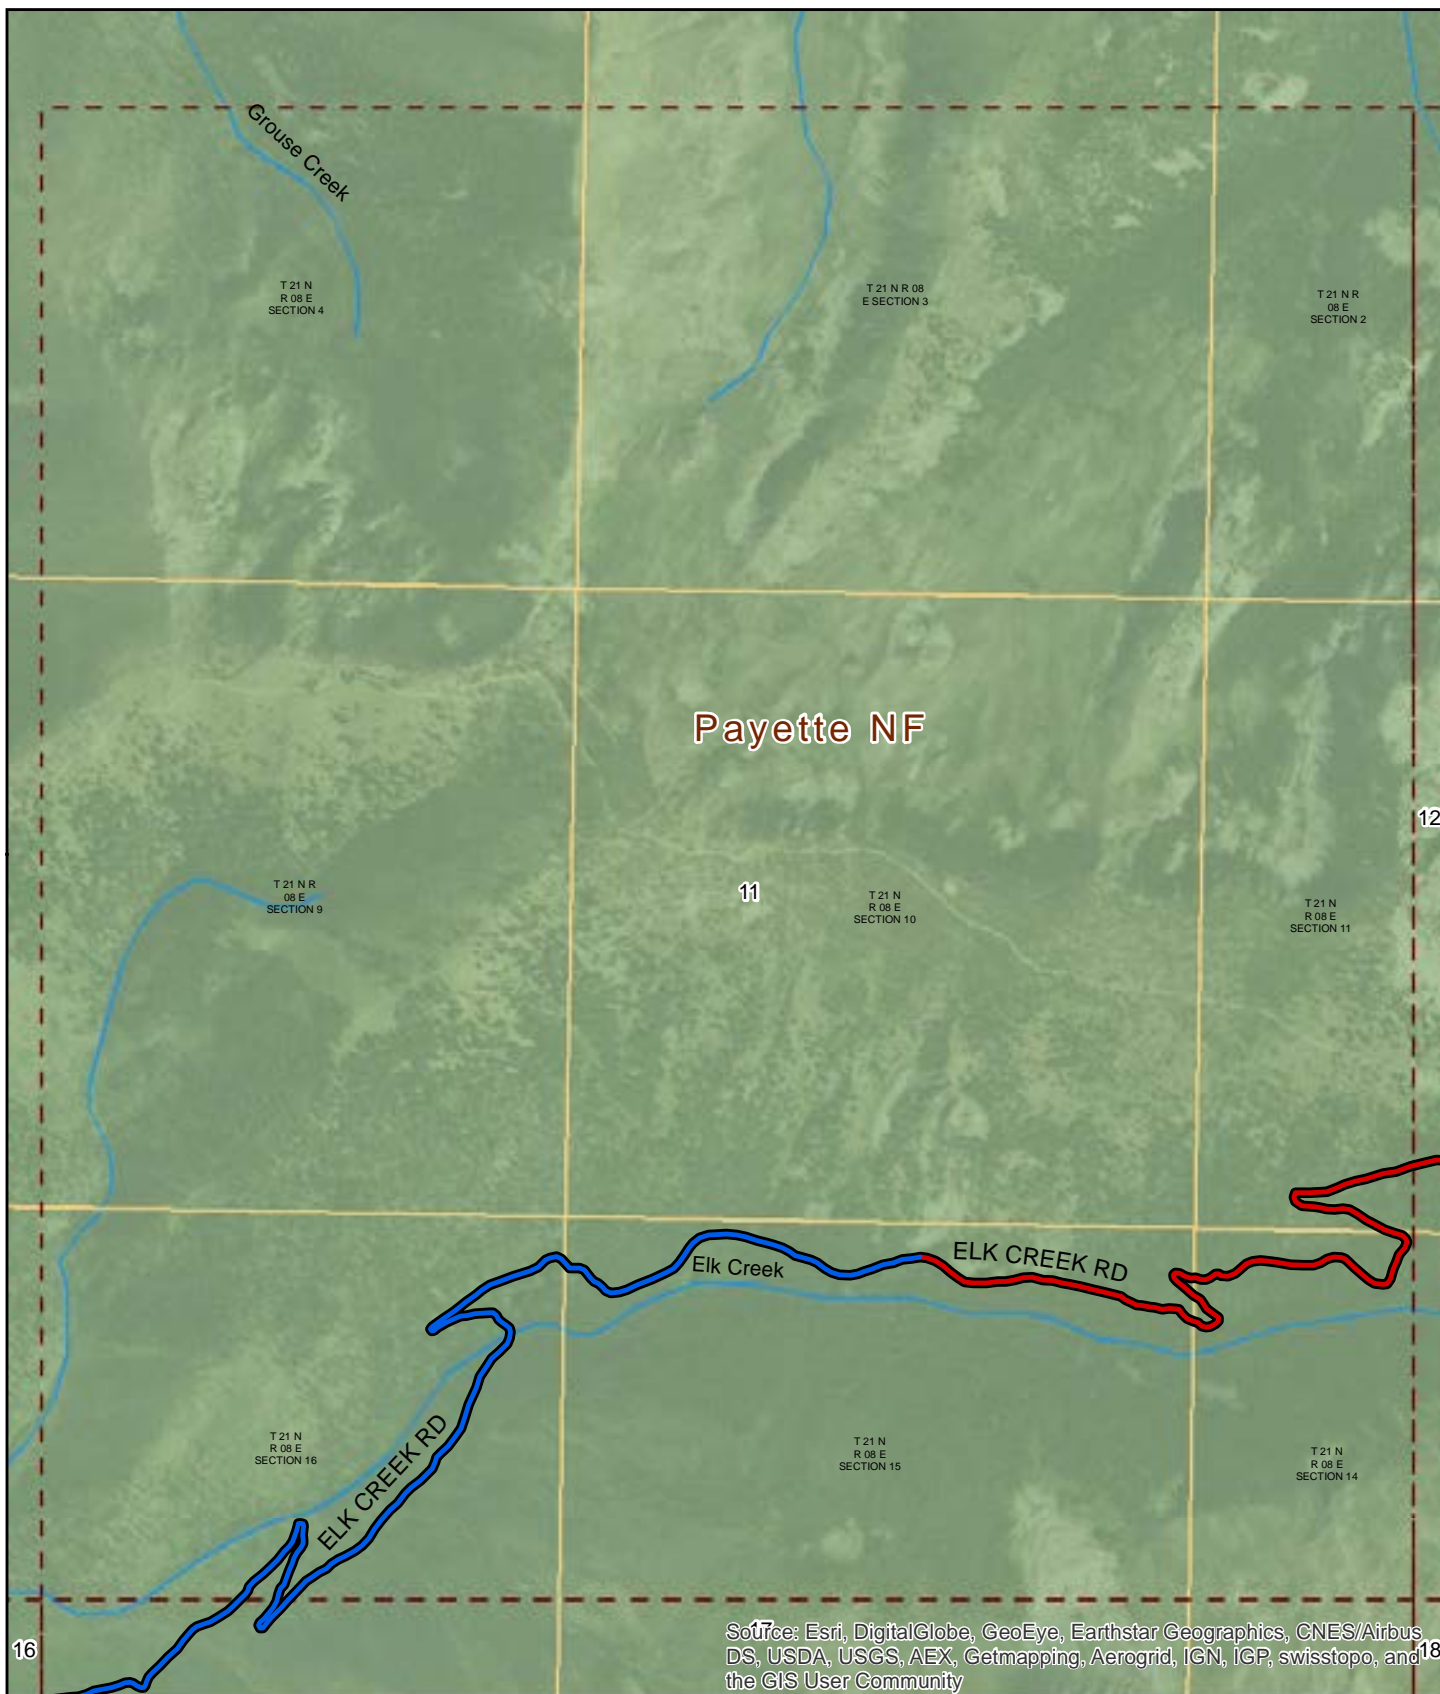 Grouse Creek
T 21 N
R 08 E
SECTION 4
T 21 N R 08
E SECTION 3
T 21 N R
08 E
SECTION 2
Payette NF
12
T 21 N R
08 E
SECTION 9
11
T 21 N
R 08 E
SECTION 10
T 21 N
R 08 E
SECTION 11
ELK CREEK RD
Elk Creek
ELK CREEK RD
T 21 N
R 08 E
SECTION 16
T 21 N
R 08 E
SECTION 15
T 21 N
R 08 E
SECTION 14
16
17
18
Source: Esri, DigitalGlobe, GeoEye, Earthstar Geographics, CNES/Airbus
DS, USDA, USGS, AEX, Getmapping, Aerogrid, IGN, IGP, swisstopo, and
the GIS User Community